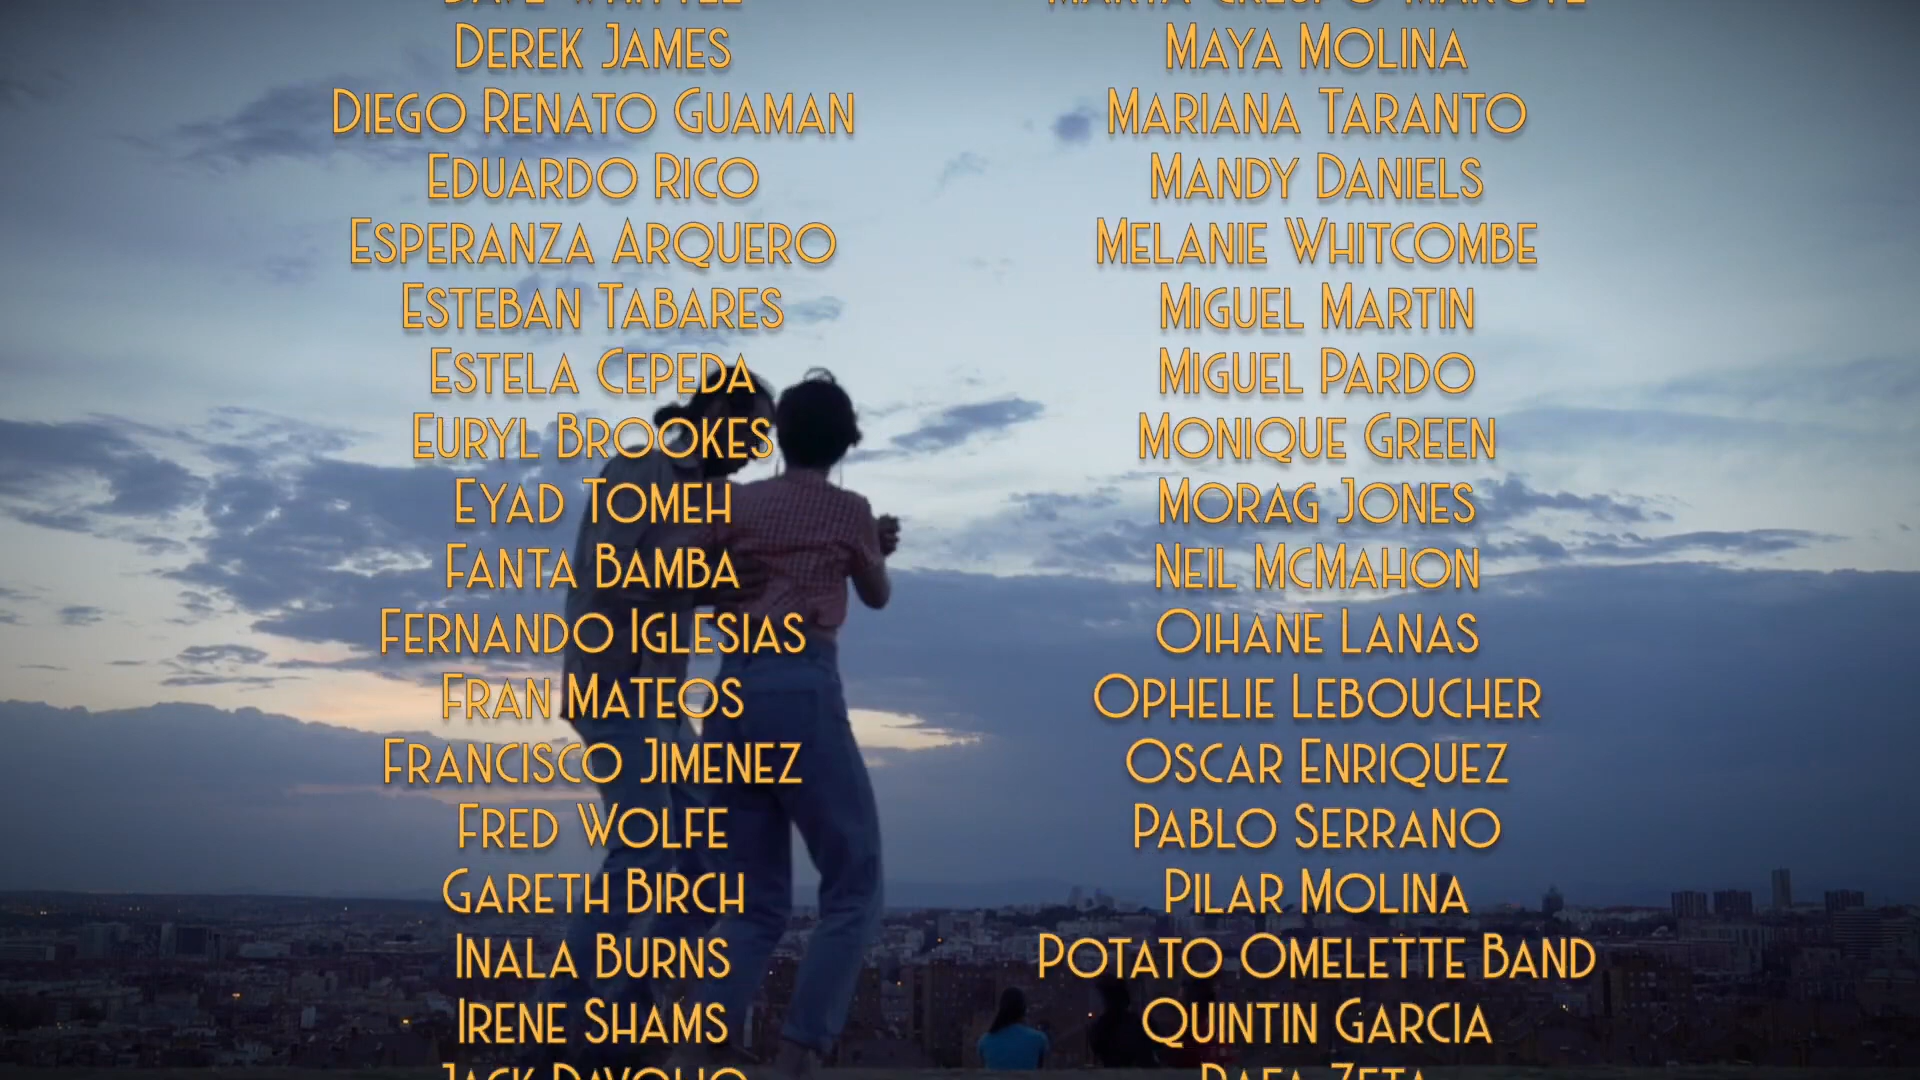 Derek James
Diego Renato Guaman
Eduardo Rico
Esperanza Arquero
Esteban Tabares
Estela Cepeda
Euryl Brookes
Eyad Tomeh
Fanta Bamba
Fernando Iglesias
Fran Mateos
Francisco Jimenez
Fred Wolfe
Gareth Birch
Inala Burns
Irene Shams
Maya Molina
Mariana Taranto
Mandy Daniels
Melanie Whitcombe
Miguel Martin
Miguel Pardo
Monique Green
Morag Jones
Neil McMahon
Oihane Lanas
Ophelie Leboucher
Oscar Enriquez
Pablo Serrano
Pilar Molina
Potato Omelette Band
Quintin Garcia
Rafa Zeta